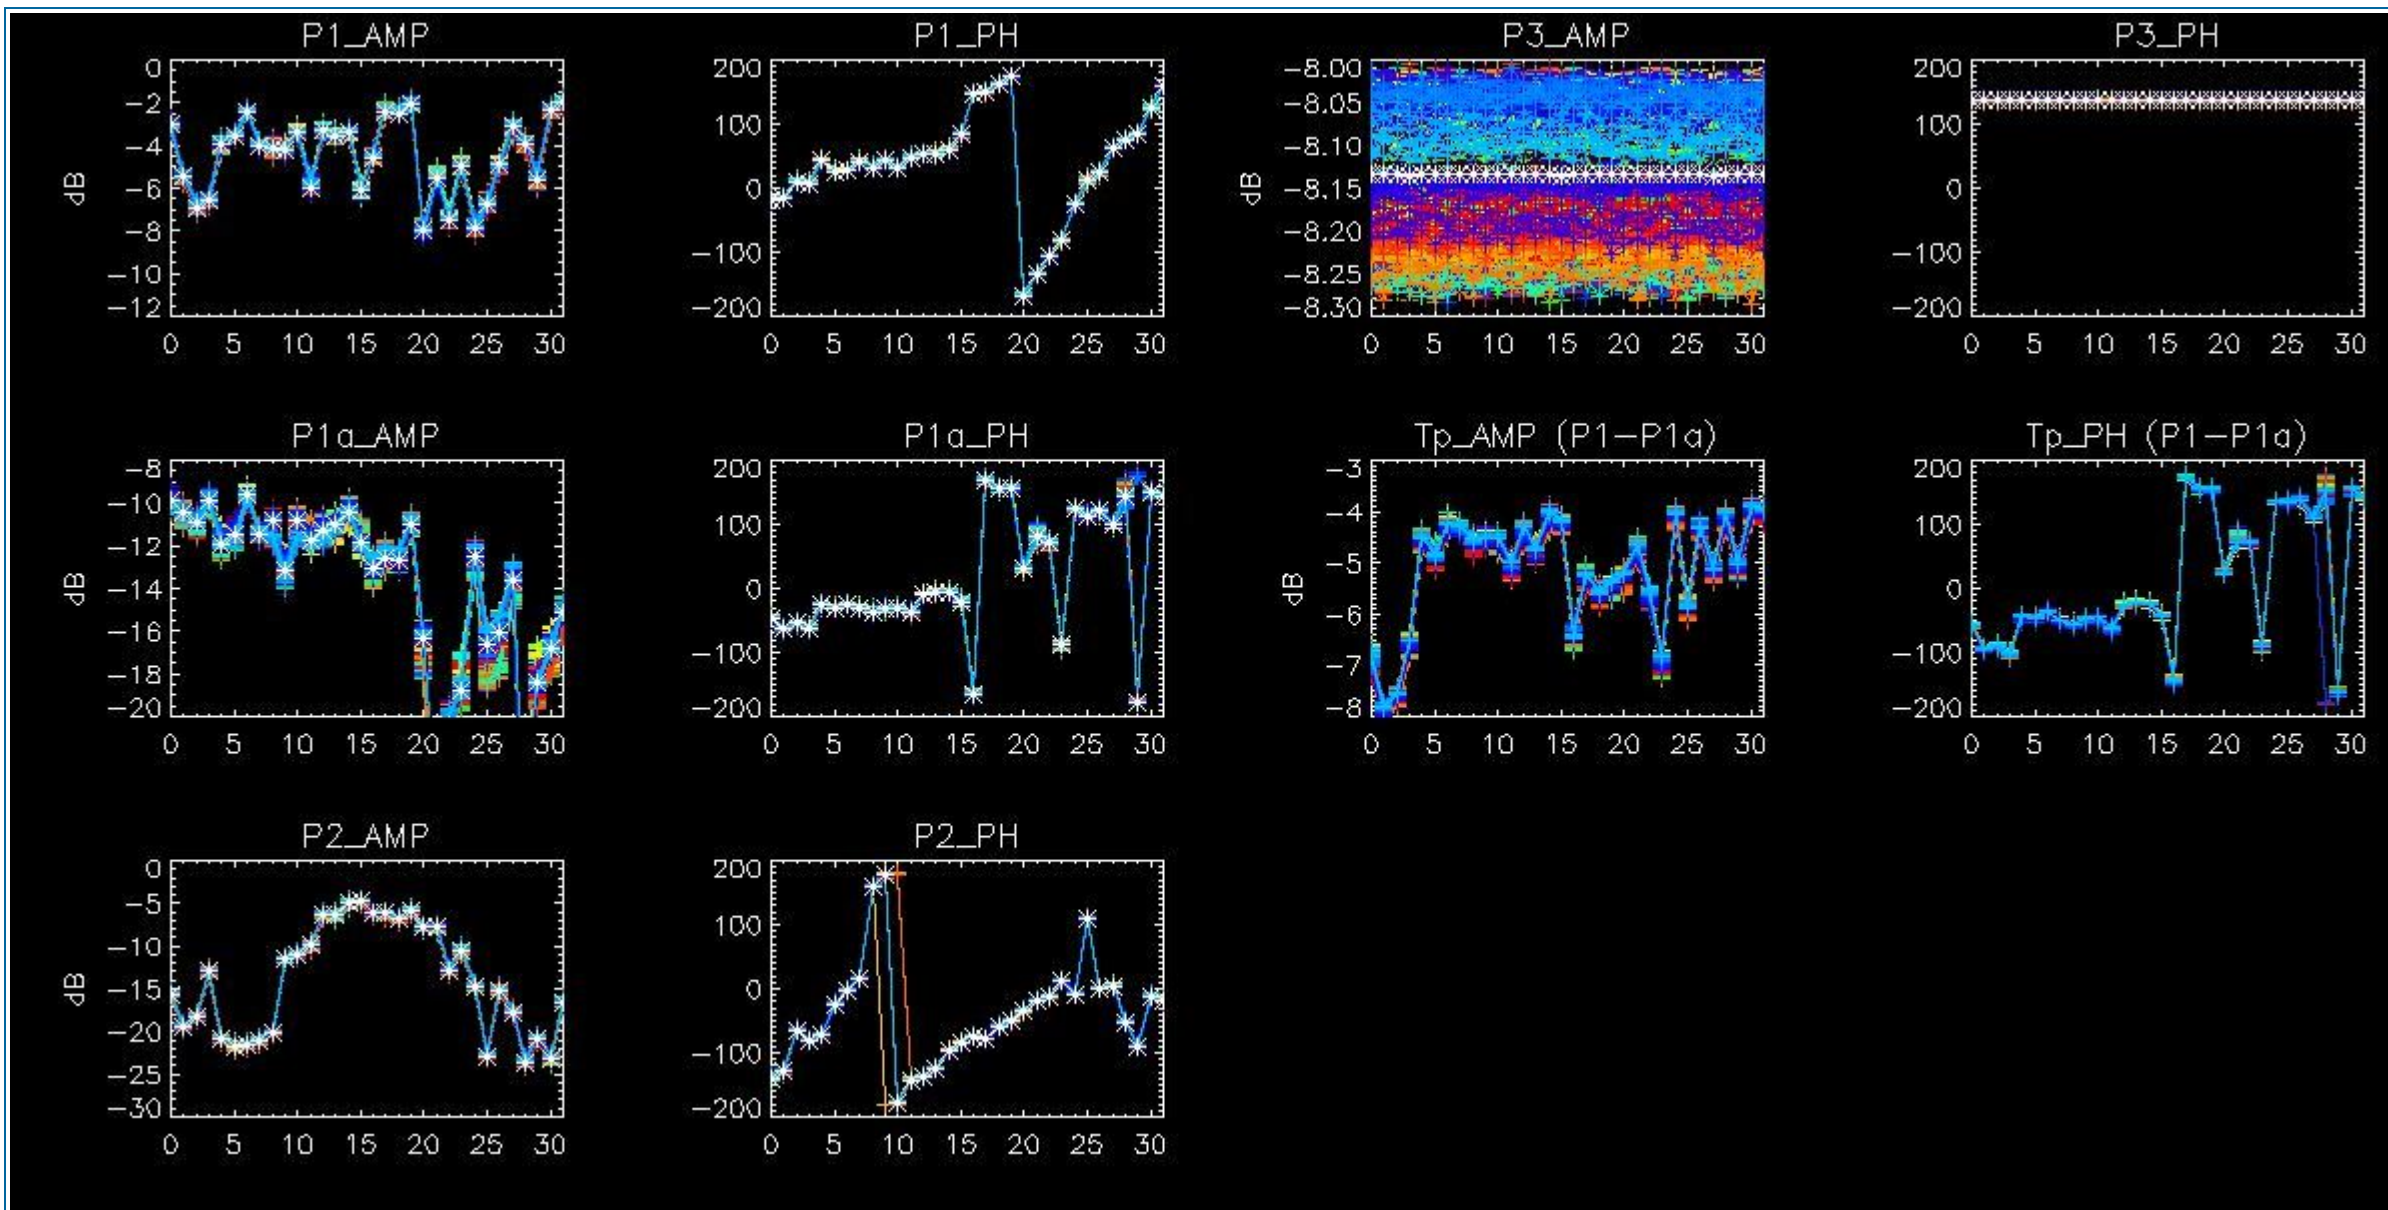 P1_AMP
0
−2
−4
−6
−8
−10
−12
dB
0 5 10 15 20 25 30
P1_PH
200
100
0
−100
−200
0 5 10 15 20 25 30
P3_AMP
−8.00
−8.05
−8.10
−8.15
−8.20
−8.25
−8.30
dB
0 5 10 15 20 25 30
P3_PH
200
100
0
−100
−200
0 5 10 15 20 25 30
P1a_AMP
−8
−10
−12
−14
−16
−18
−20
dB
0 5 10 15 20 25 30
P1a_PH
200
100
0
−100
−200
0 5 10 15 20 25 30
Tp_AMP (P1−P1a)
−3
−4
−5
−6
−7
−8
dB
0 5 10 15 20 25 30
Tp_PH (P1−P1a)
200
100
0
−100
−200
0 5 10 15 20 25 30
P2_AMP
0
−5
−10
−15
−20
−25
−30
dB
0 5 10 15 20 25 30
P2_PH
200
100
0
−100
−200
0 5 10 15 20 25 30